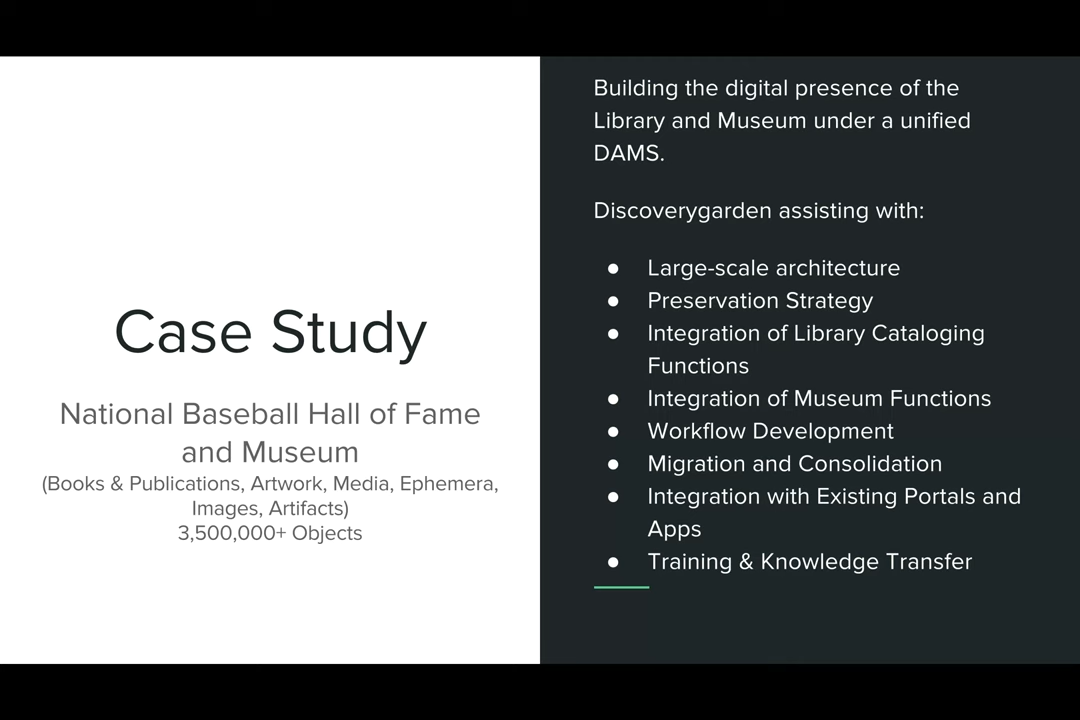 Case Study
National Baseball Hall of Fame
and Museum
(Books & Publications, Artwork, Media, Ephemera,
Images, Artifacts)
3,500,000+ Objects
Building the digital presence of the
Library and Museum under a unified
DAMS.
Discoverygarden assisting with:
● Large-scale architecture
● Preservation Strategy
● Integration of Library Cataloging
Functions
● Integration of Museum Functions
● Workflow Development
● Migration and Consolidation
● Integration with Existing Portals and
Apps
● Training & Knowledge Transfer